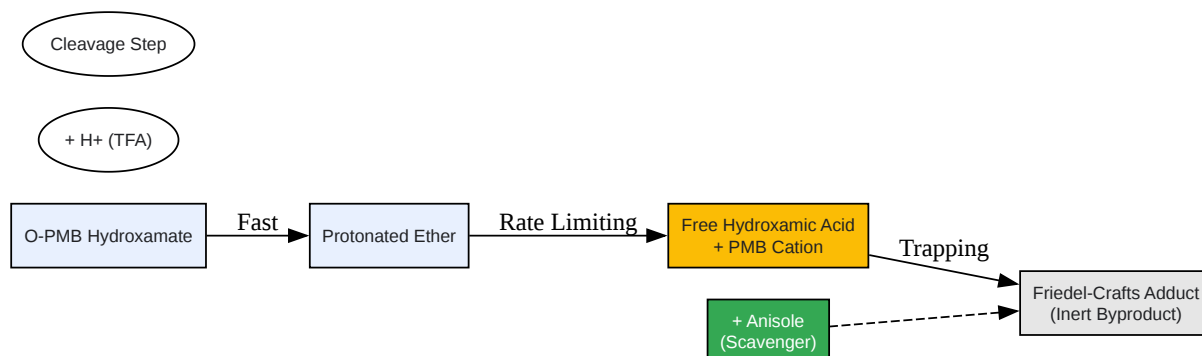 Cleavage Step
+ H+ (TFA)
O-PMB Hydroxamate
Fast
Protonated Ether
Rate Limiting
Free Hydroxamic Acid
+ PMB Cation
Trapping
Friedel-Crafts Adduct
(Inert Byproduct)
+ Anisole
(Scavenger)